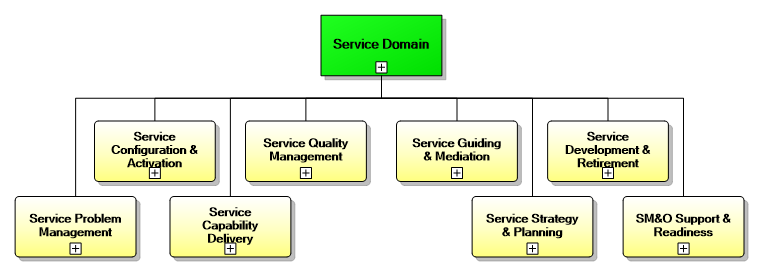 Service Domain
Service
Configuration &
Activation
Service Quality
Management
Service Guiding
& Mediation
Service
Development &
Retirement
Service Problem
Management
Service
Capability
Delivery
Service Strategy
& Planning
SM&O Support &
Readiness